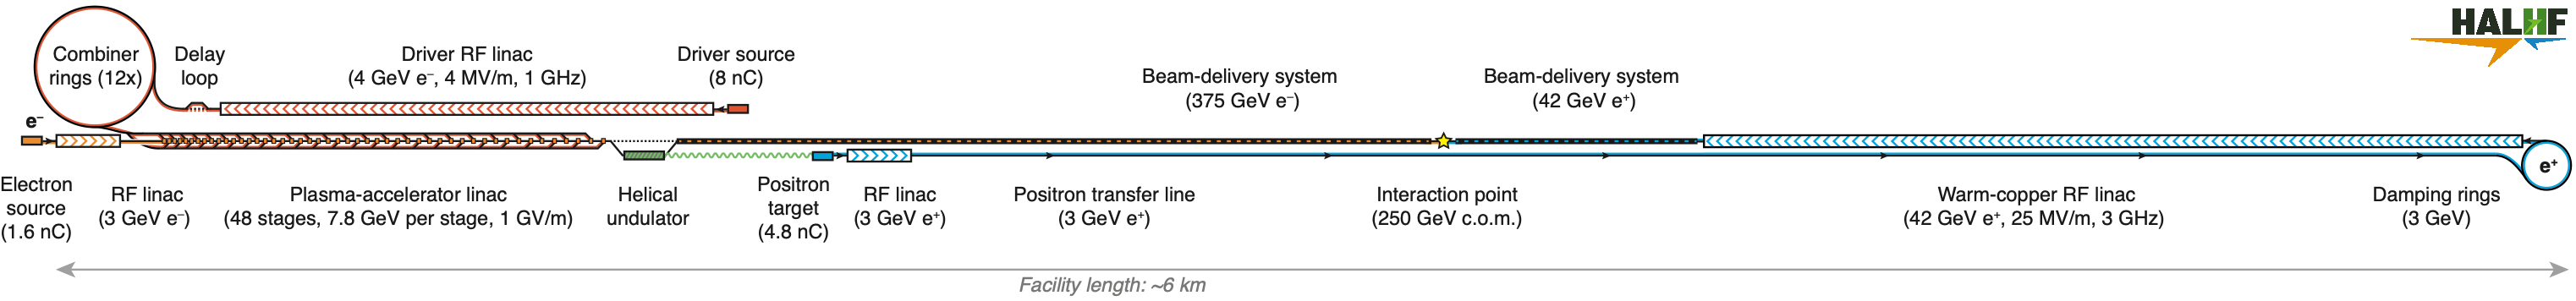 HALHF
Combiner
rings (12x)
Delay
loop
Driver RF linac
(4 GeV e⁻, 4 MV/m, 1 GHz)
Driver source
(8 nC)
Beam-delivery system
(375 GeV e⁻)
Beam-delivery system
(42 GeV e⁺)
e⁻
e⁺
Electron
source
(1.6 nC)
RF linac
(3 GeV e⁻)
Plasma-accelerator linac
(48 stages, 7.8 GeV per stage, 1 GV/m)
Helical
undulator
Positron
target
(4.8 nC)
RF linac
(3 GeV e⁺)
Positron transfer line
(3 GeV e⁺)
Interaction point
(250 GeV c.o.m.)
Warm-copper RF linac
(42 GeV e⁺, 25 MV/m, 3 GHz)
Damping rings
(3 GeV)
Facility length: ~6 km